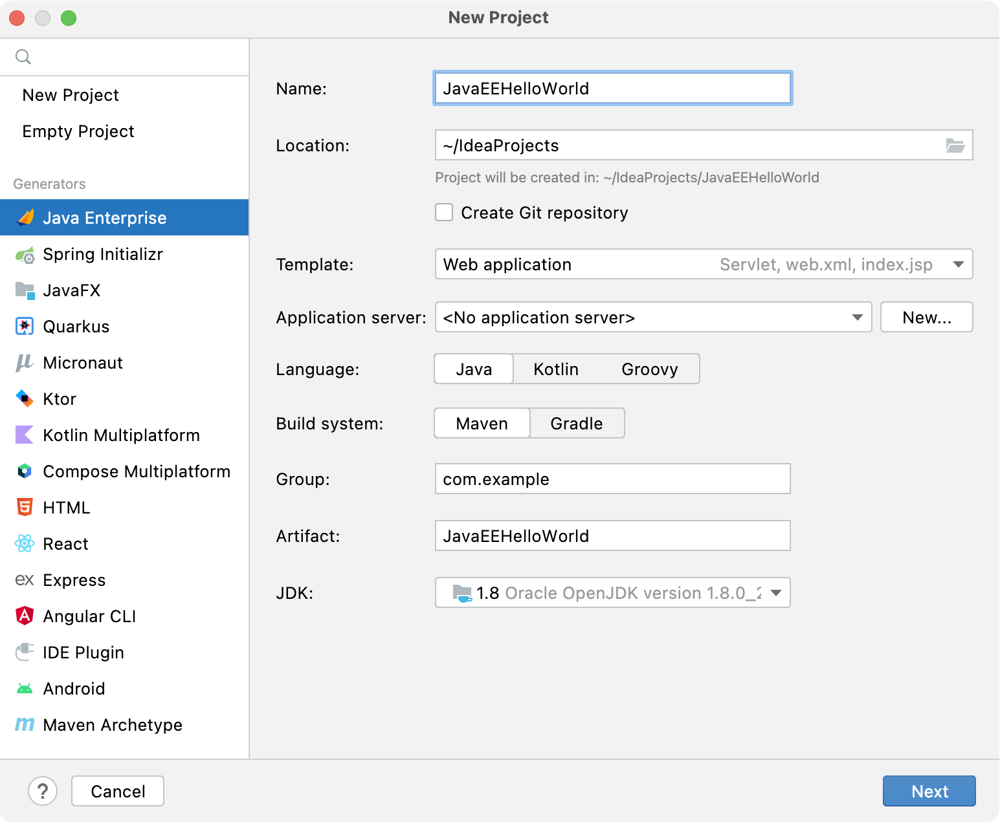 New Project
New Project
Empty Project
Generators
Java Enterprise
Spring Initializr
JavaFX
Quarkus
Micronaut
Ktor
Kotlin Multiplatform
Compose Multiplatform
HTML
React
ex Express
Angular CLI
IDE Plugin
Android
Maven Archetype
Name: JavaEEHelloWorld
Location: ~/IdeaProjects
Project will be created in: ~/IdeaProjects/JavaEEHelloWorld
Create Git repository
Template: Web application Servlet, web.xml, index.jsp
Application server: <No application server> New...
Language: Java Kotlin Groovy
Build system: Maven Gradle
Group: com.example
Artifact: JavaEEHelloWorld
JDK: 1.8 Oracle OpenJDK version 1.8.0_2
? Cancel Next